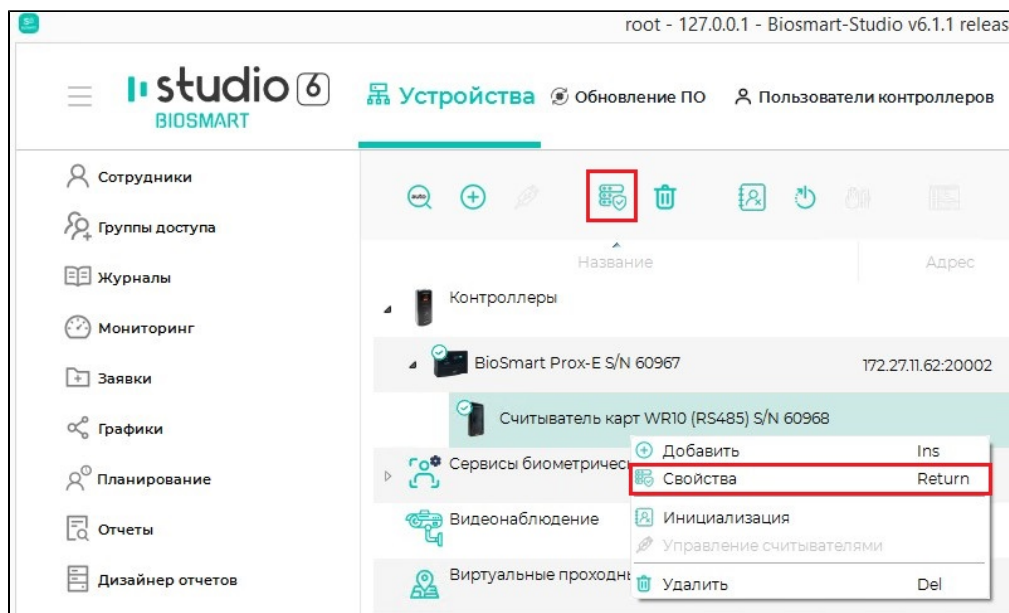 root - 127.0.0.1 - Biosmart-Studio v6.1.1 releas
studio 6
BIOSMART
Устройства Обновление ПО Пользователи контроллеров
Сотрудники
Группы доступа
Журналы
Мониторинг
Заявки
Графики
Планирование
Отчеты
Дизайнер отчетов
auto
Название Адрес
Контроллеры
BioSmart Prox-E S/N 60967 172.27.11.62:20002
Считыватель карт WR10 (RS485) S/N 60968
Сервисы биометричес
Видеонаблюдение
Виртуальные проходн
Добавить Ins
Свойства Return
Инициализация
Управление считывателями
Удалить Del